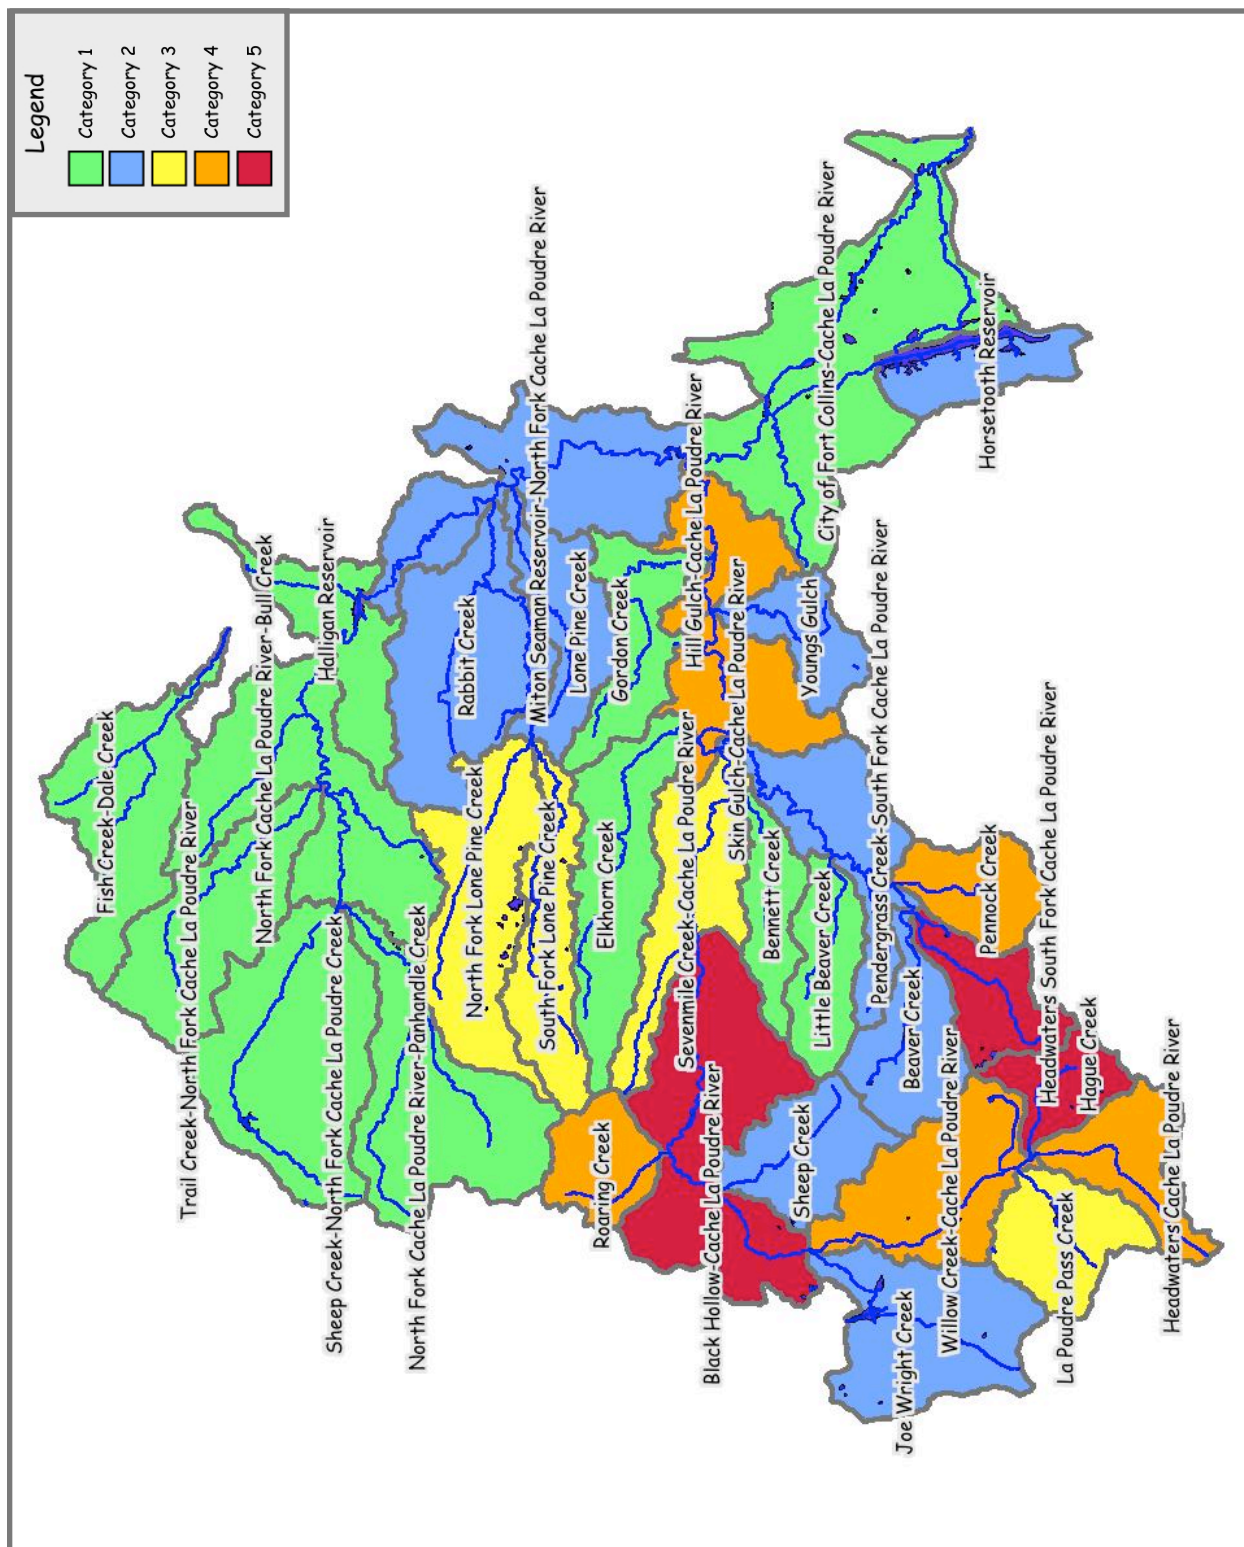 Legend
Category 1
Category 2
Category 3
Category 4
Category 5
Fish Creek-Dale Creek
Trail Creek-North Fork Cache La Poudre River
North Fork Cache La Poudre River-Bull Creek
Halligan Reservoir
Sheep Creek-North Fork Cache La Poudre Creek
North Fork Cache La Poudre River-Panhandle Creek
Rabbit Creek
North Fork Lone Pine Creek
Miton Seaman Reservoir-North Fork Cache La Poudre River
South Fork Lone Pine Creek
Lone Pine Creek
Elkhorn Creek
Roaring Creek
Gordon Creek
Hill Gulch-Cache La Poudre River
Sevenmile Creek-Cache La Poudre River
Black Hollow-Cache La Poudre River
Skin Gulch-Cache La Poudre River
Bennett Creek
Sheep Creek
Youngs Gulch
Little Beaver Creek
City of Fort Collins-Cache La Poudre River
Pendergrass Creek-South Fork Cache La Poudre River
Beaver Creek
Joe Wright Creek
Willow Creek-Cache La Poudre River
Horsetooth Reservoir
Pennock Creek
Headwaters South Fork Cache La Poudre River
La Poudre Pass Creek
Hague Creek
Headwaters Cache La Poudre River